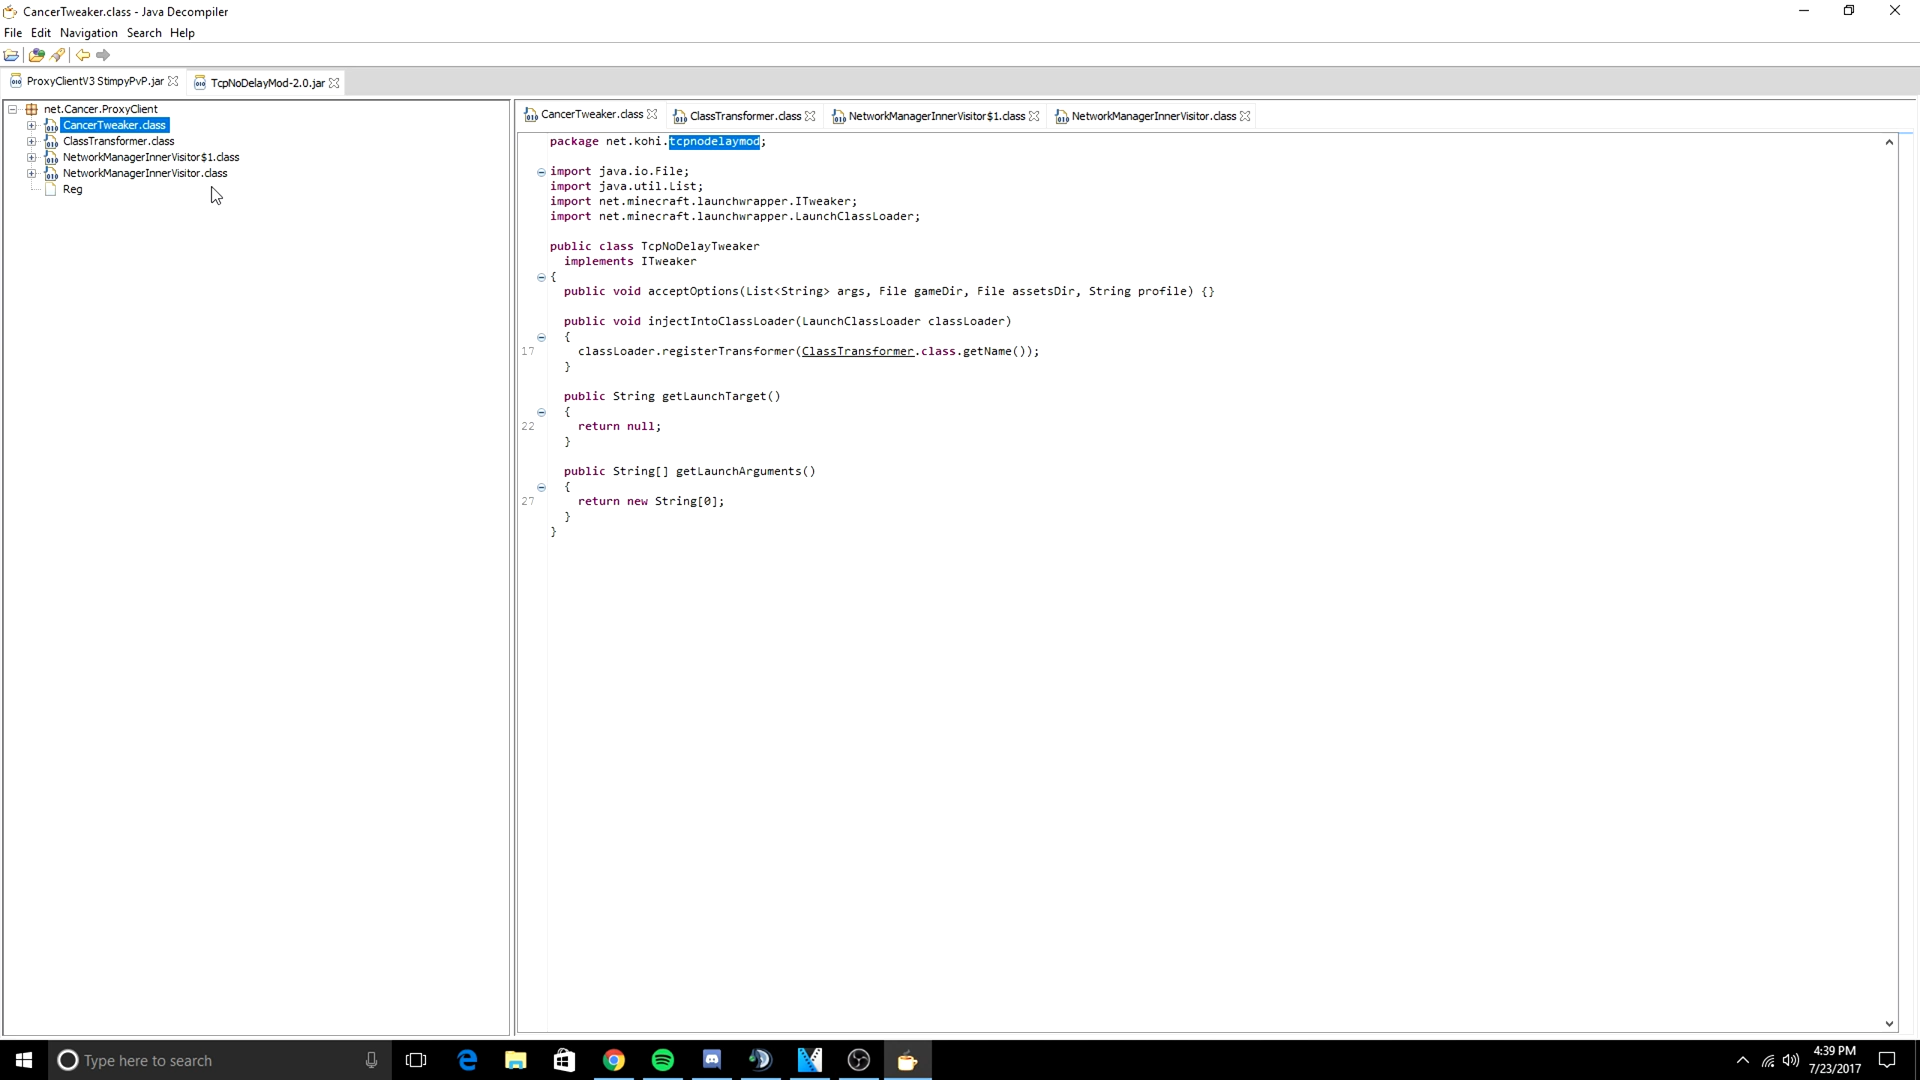 CancerTweaker.class - Java Decompiler
File Edit Navigation Search Help
ProxyClientV3 StimpyPvP.jar TcpNoDelayMod-2.0.jar
net.Cancer.ProxyClient
CancerTweaker.class
ClassTransformer.class
NetworkManagerInnerVisitor$1.class
NetworkManagerInnerVisitor.class
Reg
CancerTweaker.class ClassTransformer.class NetworkManagerInnerVisitor$1.class NetworkManagerInnerVisitor.class
package net.kohi.tcpnodelaymod;
import java.io.File;
import java.util.List;
import net.minecraft.launchwrapper.ITweaker;
import net.minecraft.launchwrapper.LaunchClassLoader;
public class TcpNoDelayTweaker
implements ITweaker
{
public void acceptOptions(List<String> args, File gameDir, File assetsDir, String profile) {}
public void injectIntoClassLoader(LaunchClassLoader classLoader)
{
17 classLoader.registerTransformer(ClassTransformer.class.getName());
}
public String getLaunchTarget()
{
22 return null;
}
public String[] getLaunchArguments()
{
27 return new String[0];
}
}
Type here to search
4:39 PM
7/23/2017